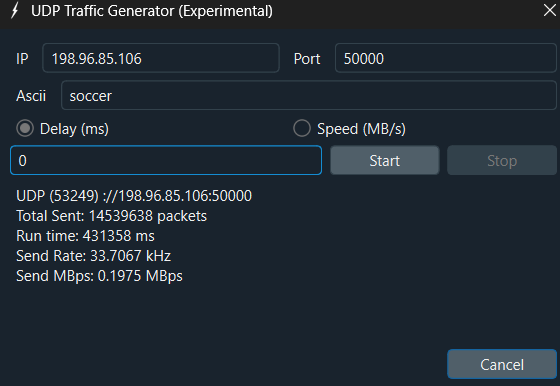 UDP Traffic Generator (Experimental)
IP 198.96.85.106 Port 50000
Ascii soccer
Delay (ms) Speed (MB/s)
0 Start Stop
UDP (53249) ://198.96.85.106:50000
Total Sent: 14539638 packets
Run time: 431358 ms
Send Rate: 33.7067 kHz
Send MBps: 0.1975 MBps
Cancel